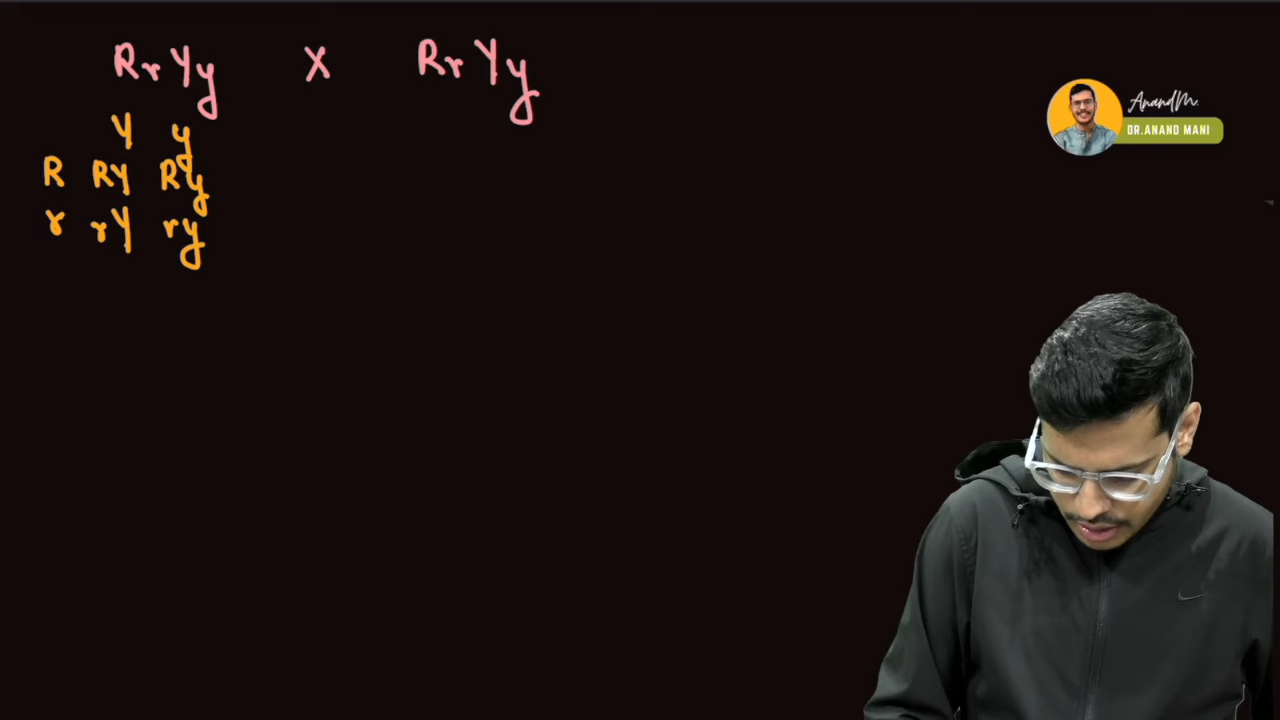 RrYy X RrYy
Y y
R RY Ry
r rY ry
AnandM.
DR.ANAND MANI